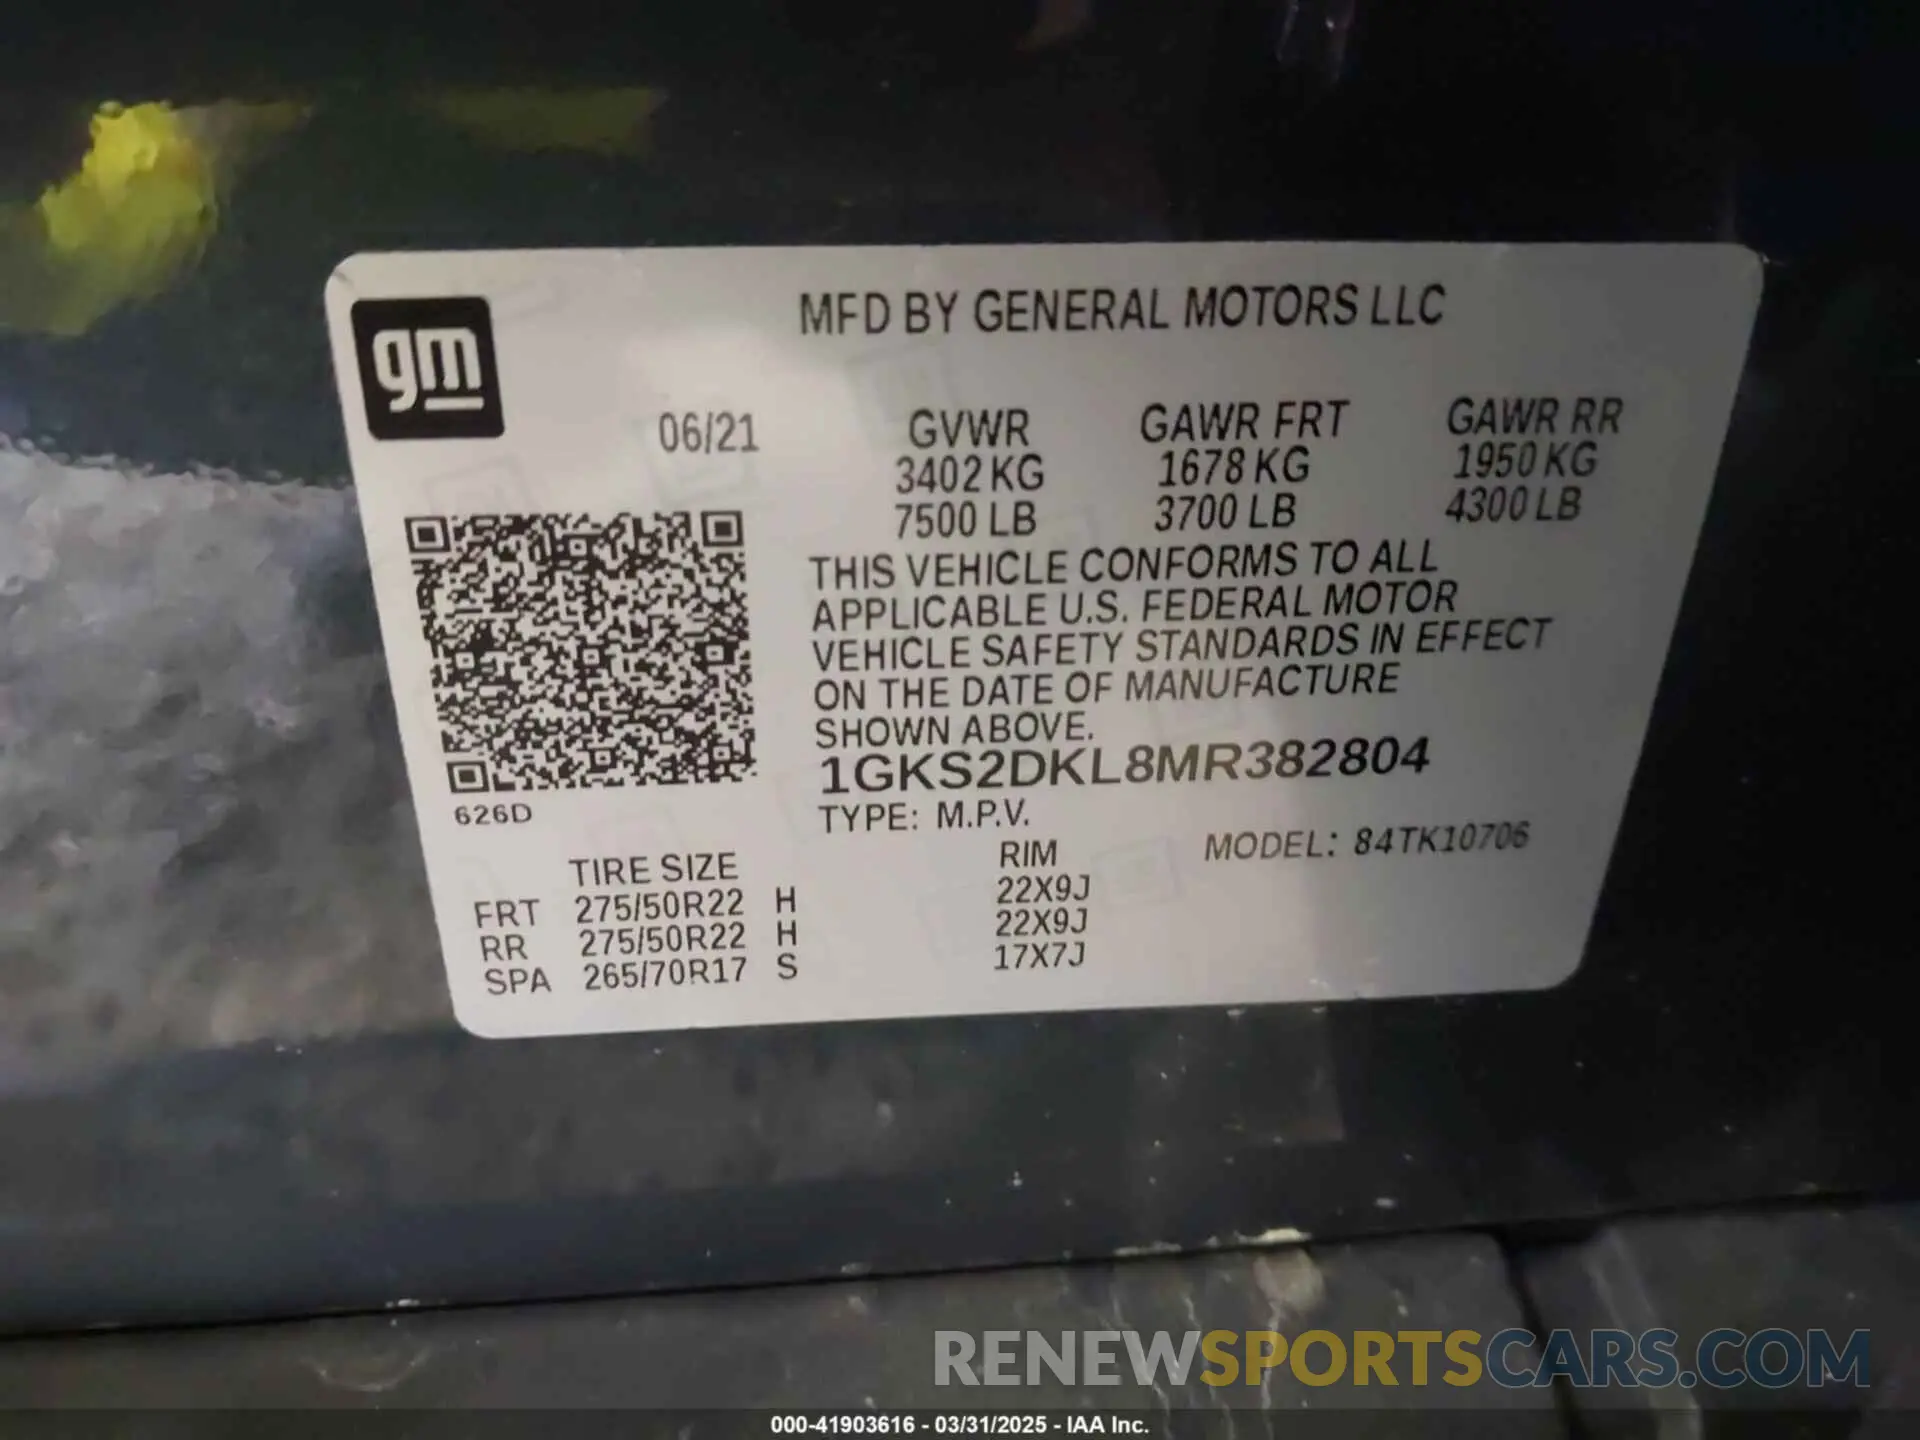 gm
MFD BY GENERAL MOTORS LLC
06/21 GVWR GAWR FRT GAWR RR
3402 KG 1678 KG 1950 KG
7500 LB 3700 LB 4300 LB
THIS VEHICLE CONFORMS TO ALL
APPLICABLE U.S. FEDERAL MOTOR
VEHICLE SAFETY STANDARDS IN EFFECT
ON THE DATE OF MANUFACTURE
SHOWN ABOVE.
1GKS2DKL8MR382804
626D
TYPE: M.P.V.
MODEL: 84TK10706
TIRE SIZE RIM
FRT 275/50R22 H 22X9J
RR 275/50R22 H 22X9J
SPA 265/70R17 S 17X7J
RENEWSPORTSCARS.COM
000-41903616 - 03/31/2025 - IAA Inc.